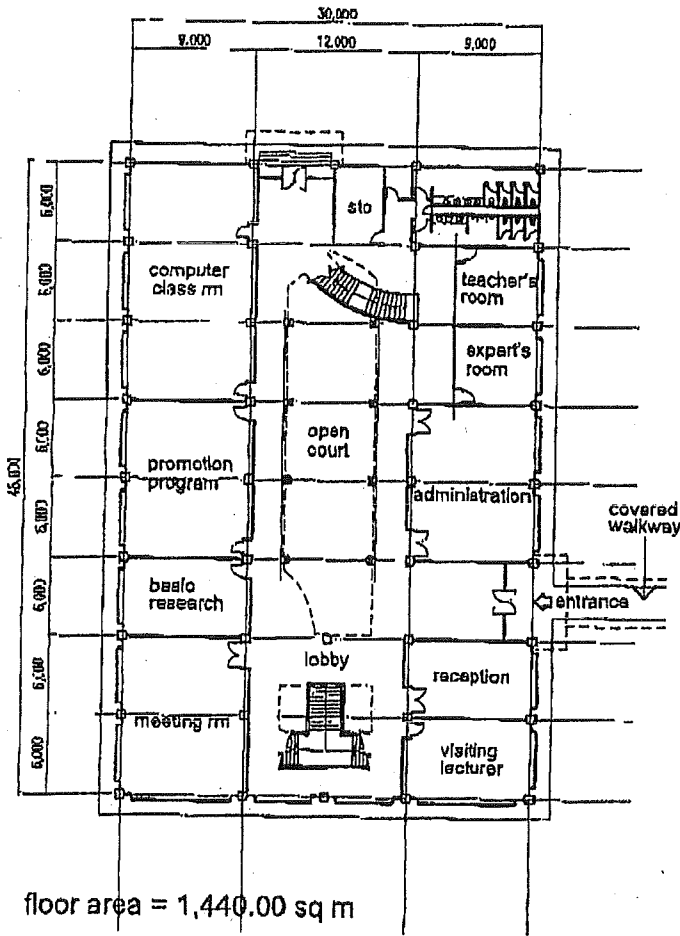 30,000
9,000
12,000
9,000
6,000
6,000
6,000
6,000
6,000
6,000
6,000
6,000
sto
computer
class rm
teacher's
room
expert's
room
open
court
promotion
program
administration
covered
walkway
basic
research
entrance
lobby
reception
meeting rm
visiting
lecturer
floor area = 1,440.00 sq m